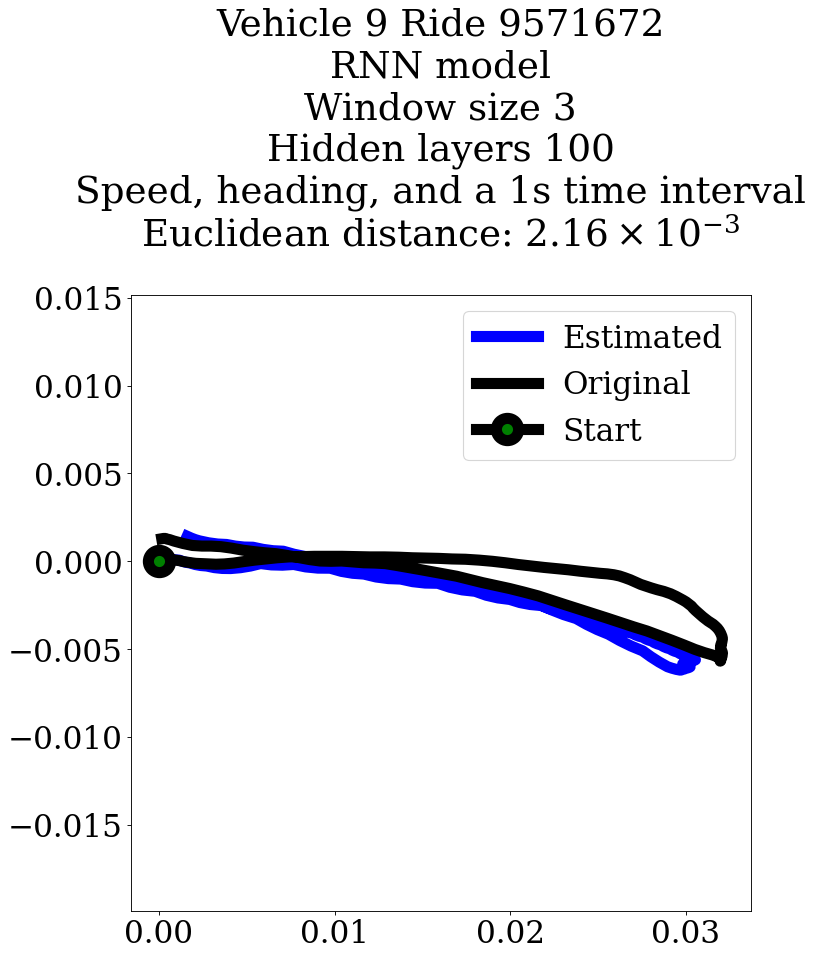 Vehicle 9 Ride 9571672
RNN model
Window size 3
Hidden layers 100
Speed, heading, and a 1s time interval
Euclidean distance: 2.16 × 10⁻³
Estimated
Original
Start
0.015
0.010
0.005
0.000
−0.005
−0.010
−0.015
0.00 0.01 0.02 0.03